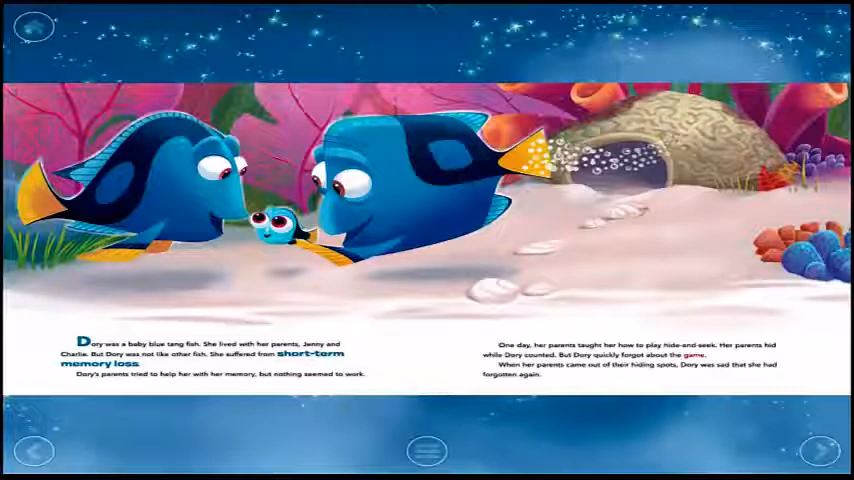 Dory was a baby blue tang fish. She lived with her parents, Jenny and
Charlie. But Dory was not like other fish. She suffered from short-term
memory loss.
Dory's parents tried to help her with her memory, but nothing seemed to work.
One day, her parents taught her how to play hide-and-seek. Her parents hid
while Dory counted. But Dory quickly forgot about the game.
When her parents came out of their hiding spots, Dory was sad that she had
forgotten again.